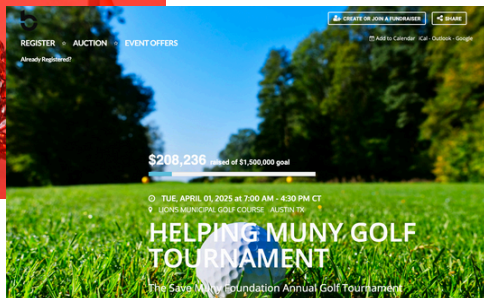 CREATE OR JOIN A FUNDRAISER
SHARE
Add to Calendar iCal - Outlook - Google
REGISTER AUCTION EVENT OFFERS
Already Registered?
$208,236 raised of $1,500,000 goal
TUE, APRIL 01, 2025 at 7:00 AM - 4:30 PM CT
LIONS MUNICIPAL GOLF COURSE AUSTIN TX
HELPING MUNY GOLF
TOURNAMENT
The Save Muny Foundation Annual Golf Tournament